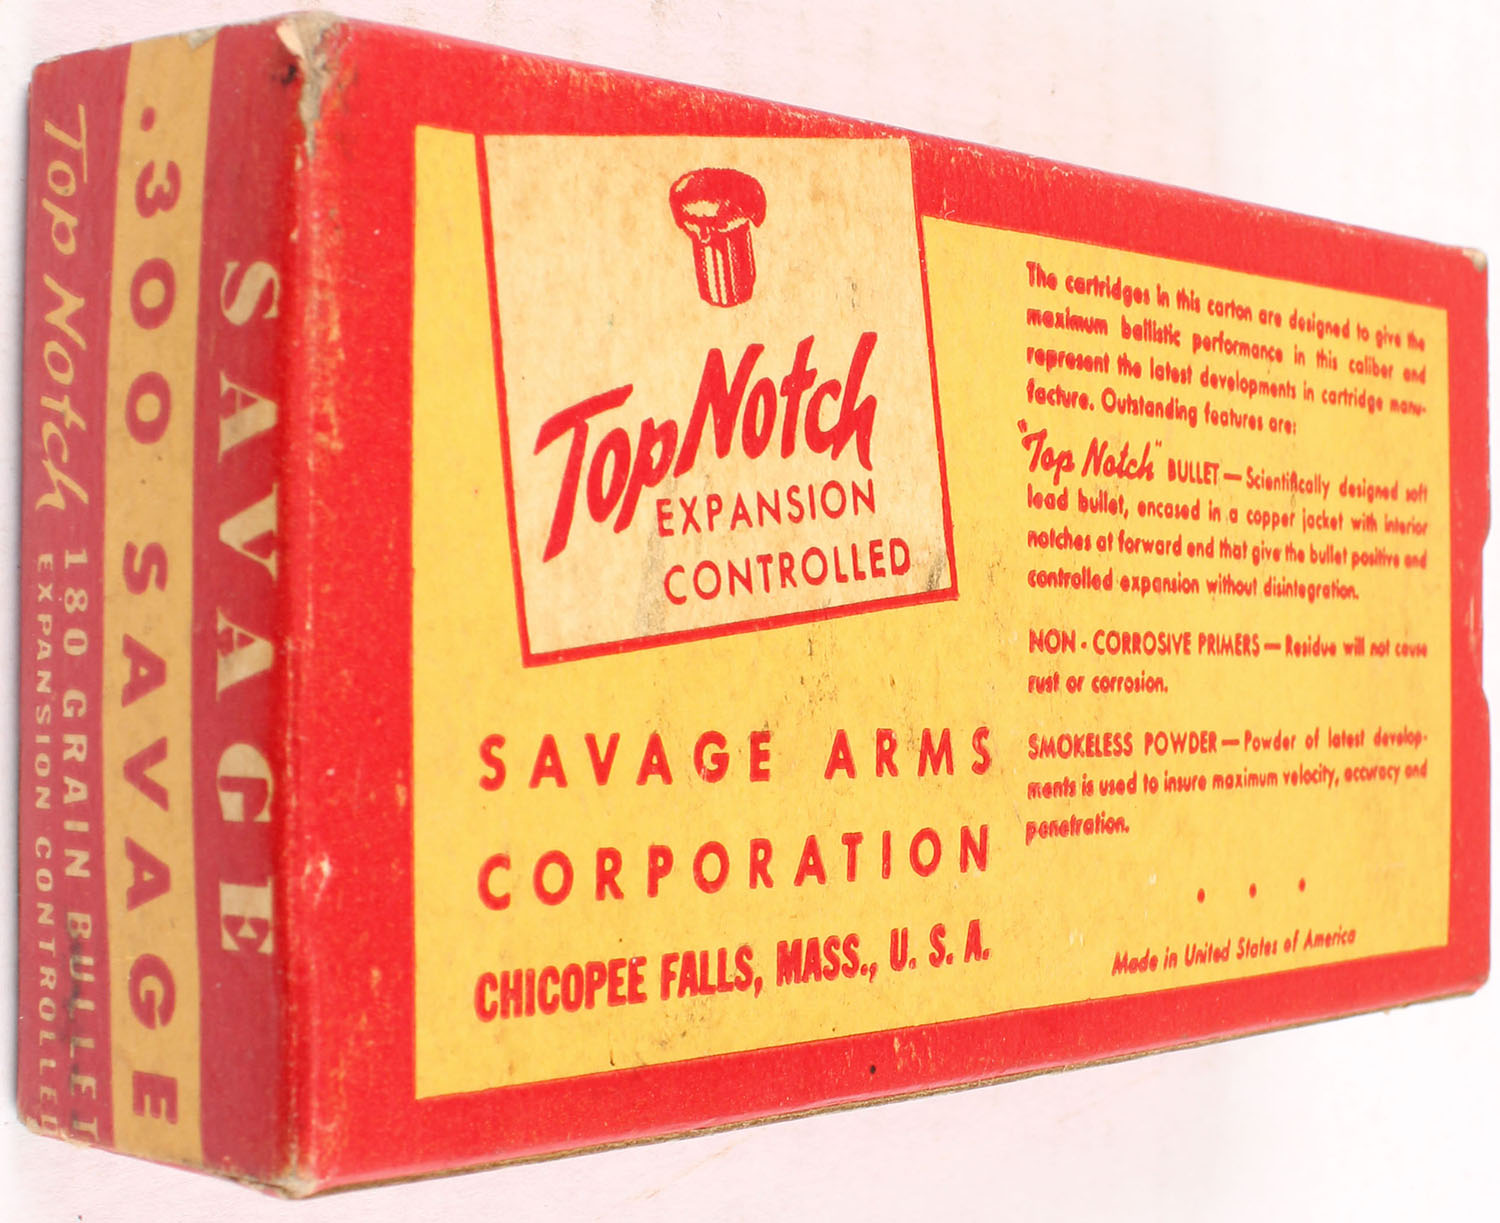 SAVAGE
.300 SAVAGE
Top Notch 180 GRAIN BULLET
EXPANSION CONTROLLED
Top Notch
EXPANSION
CONTROLLED
SAVAGE ARMS
CORPORATION
CHICOPEE FALLS, MASS., U. S. A.
The cartridges in this carton are designed to give the
maximum ballistic performance in this caliber and
represent the latest developments in cartridge manu-
facture. Outstanding features are:
"Top Notch" BULLET—Scientifically designed soft
lead bullet, encased in a copper jacket with interior
notches at forward end that give the bullet positive and
controlled expansion without disintegration.
NON-CORROSIVE PRIMERS—Residue will not cause
rust or corrosion.
SMOKELESS POWDER—Powder of latest develop-
ments is used to insure maximum velocity, accuracy and
penetration.
• • •
Made in United States of America